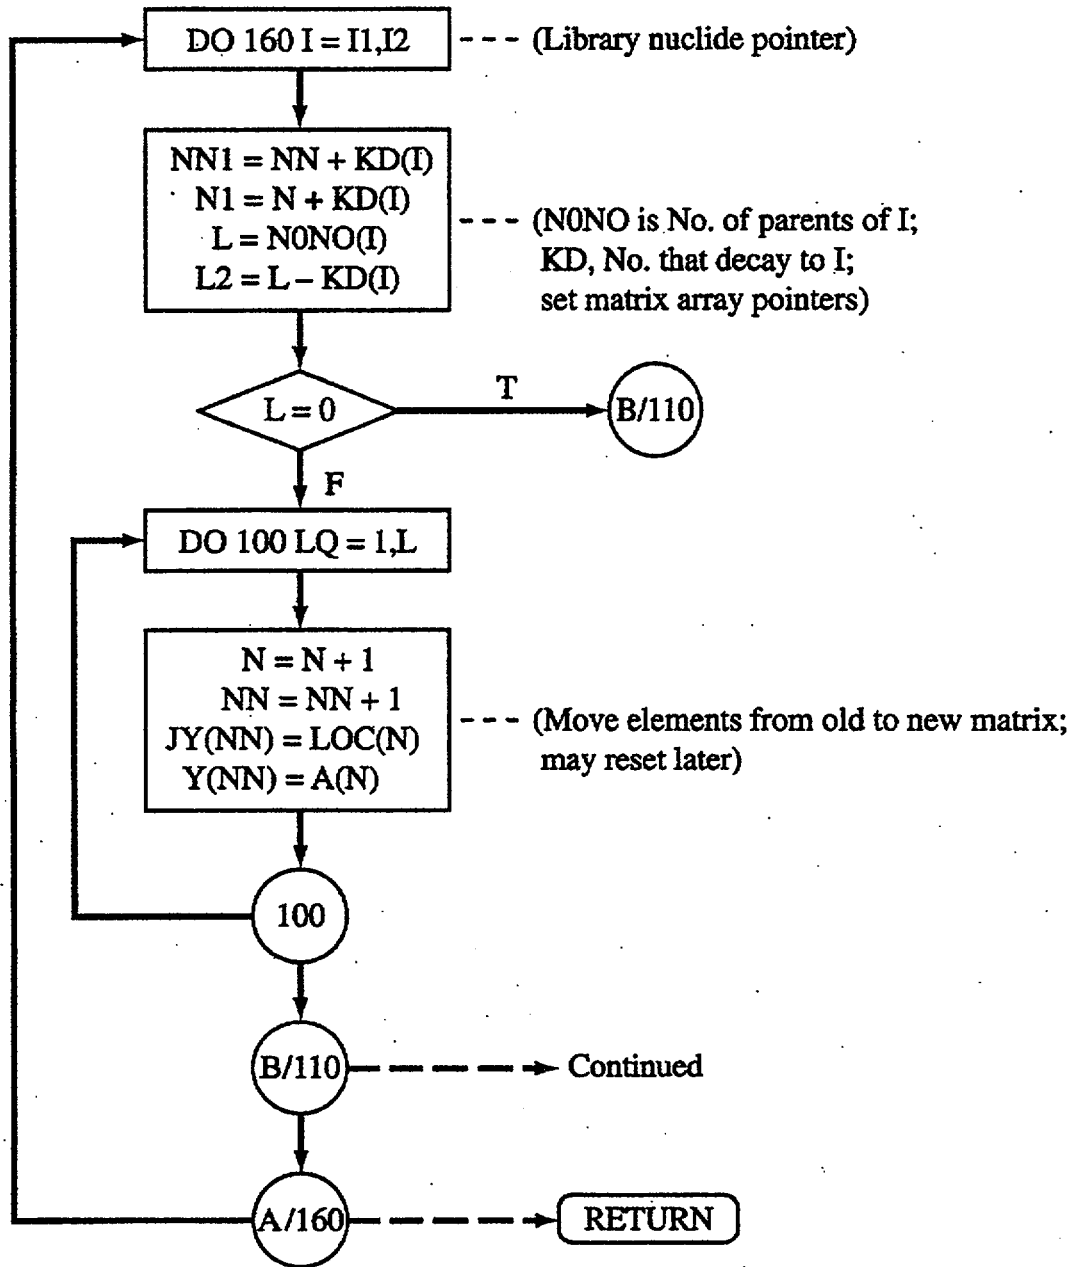 DO 160 I = I1,I2
(Library nuclide pointer)
NN1 = NN + KD(I)
N1 = N + KD(I)
L = N0NO(I)
L2 = L – KD(I)
(N0NO is No. of parents of I;
KD, No. that decay to I;
set matrix array pointers)
L = 0
T
B/110
F
DO 100 LQ = 1,L
N = N + 1
NN = NN + 1
JY(NN) = LOC(N)
Y(NN) = A(N)
(Move elements from old to new matrix;
may reset later)
100
B/110
Continued
A/160
RETURN